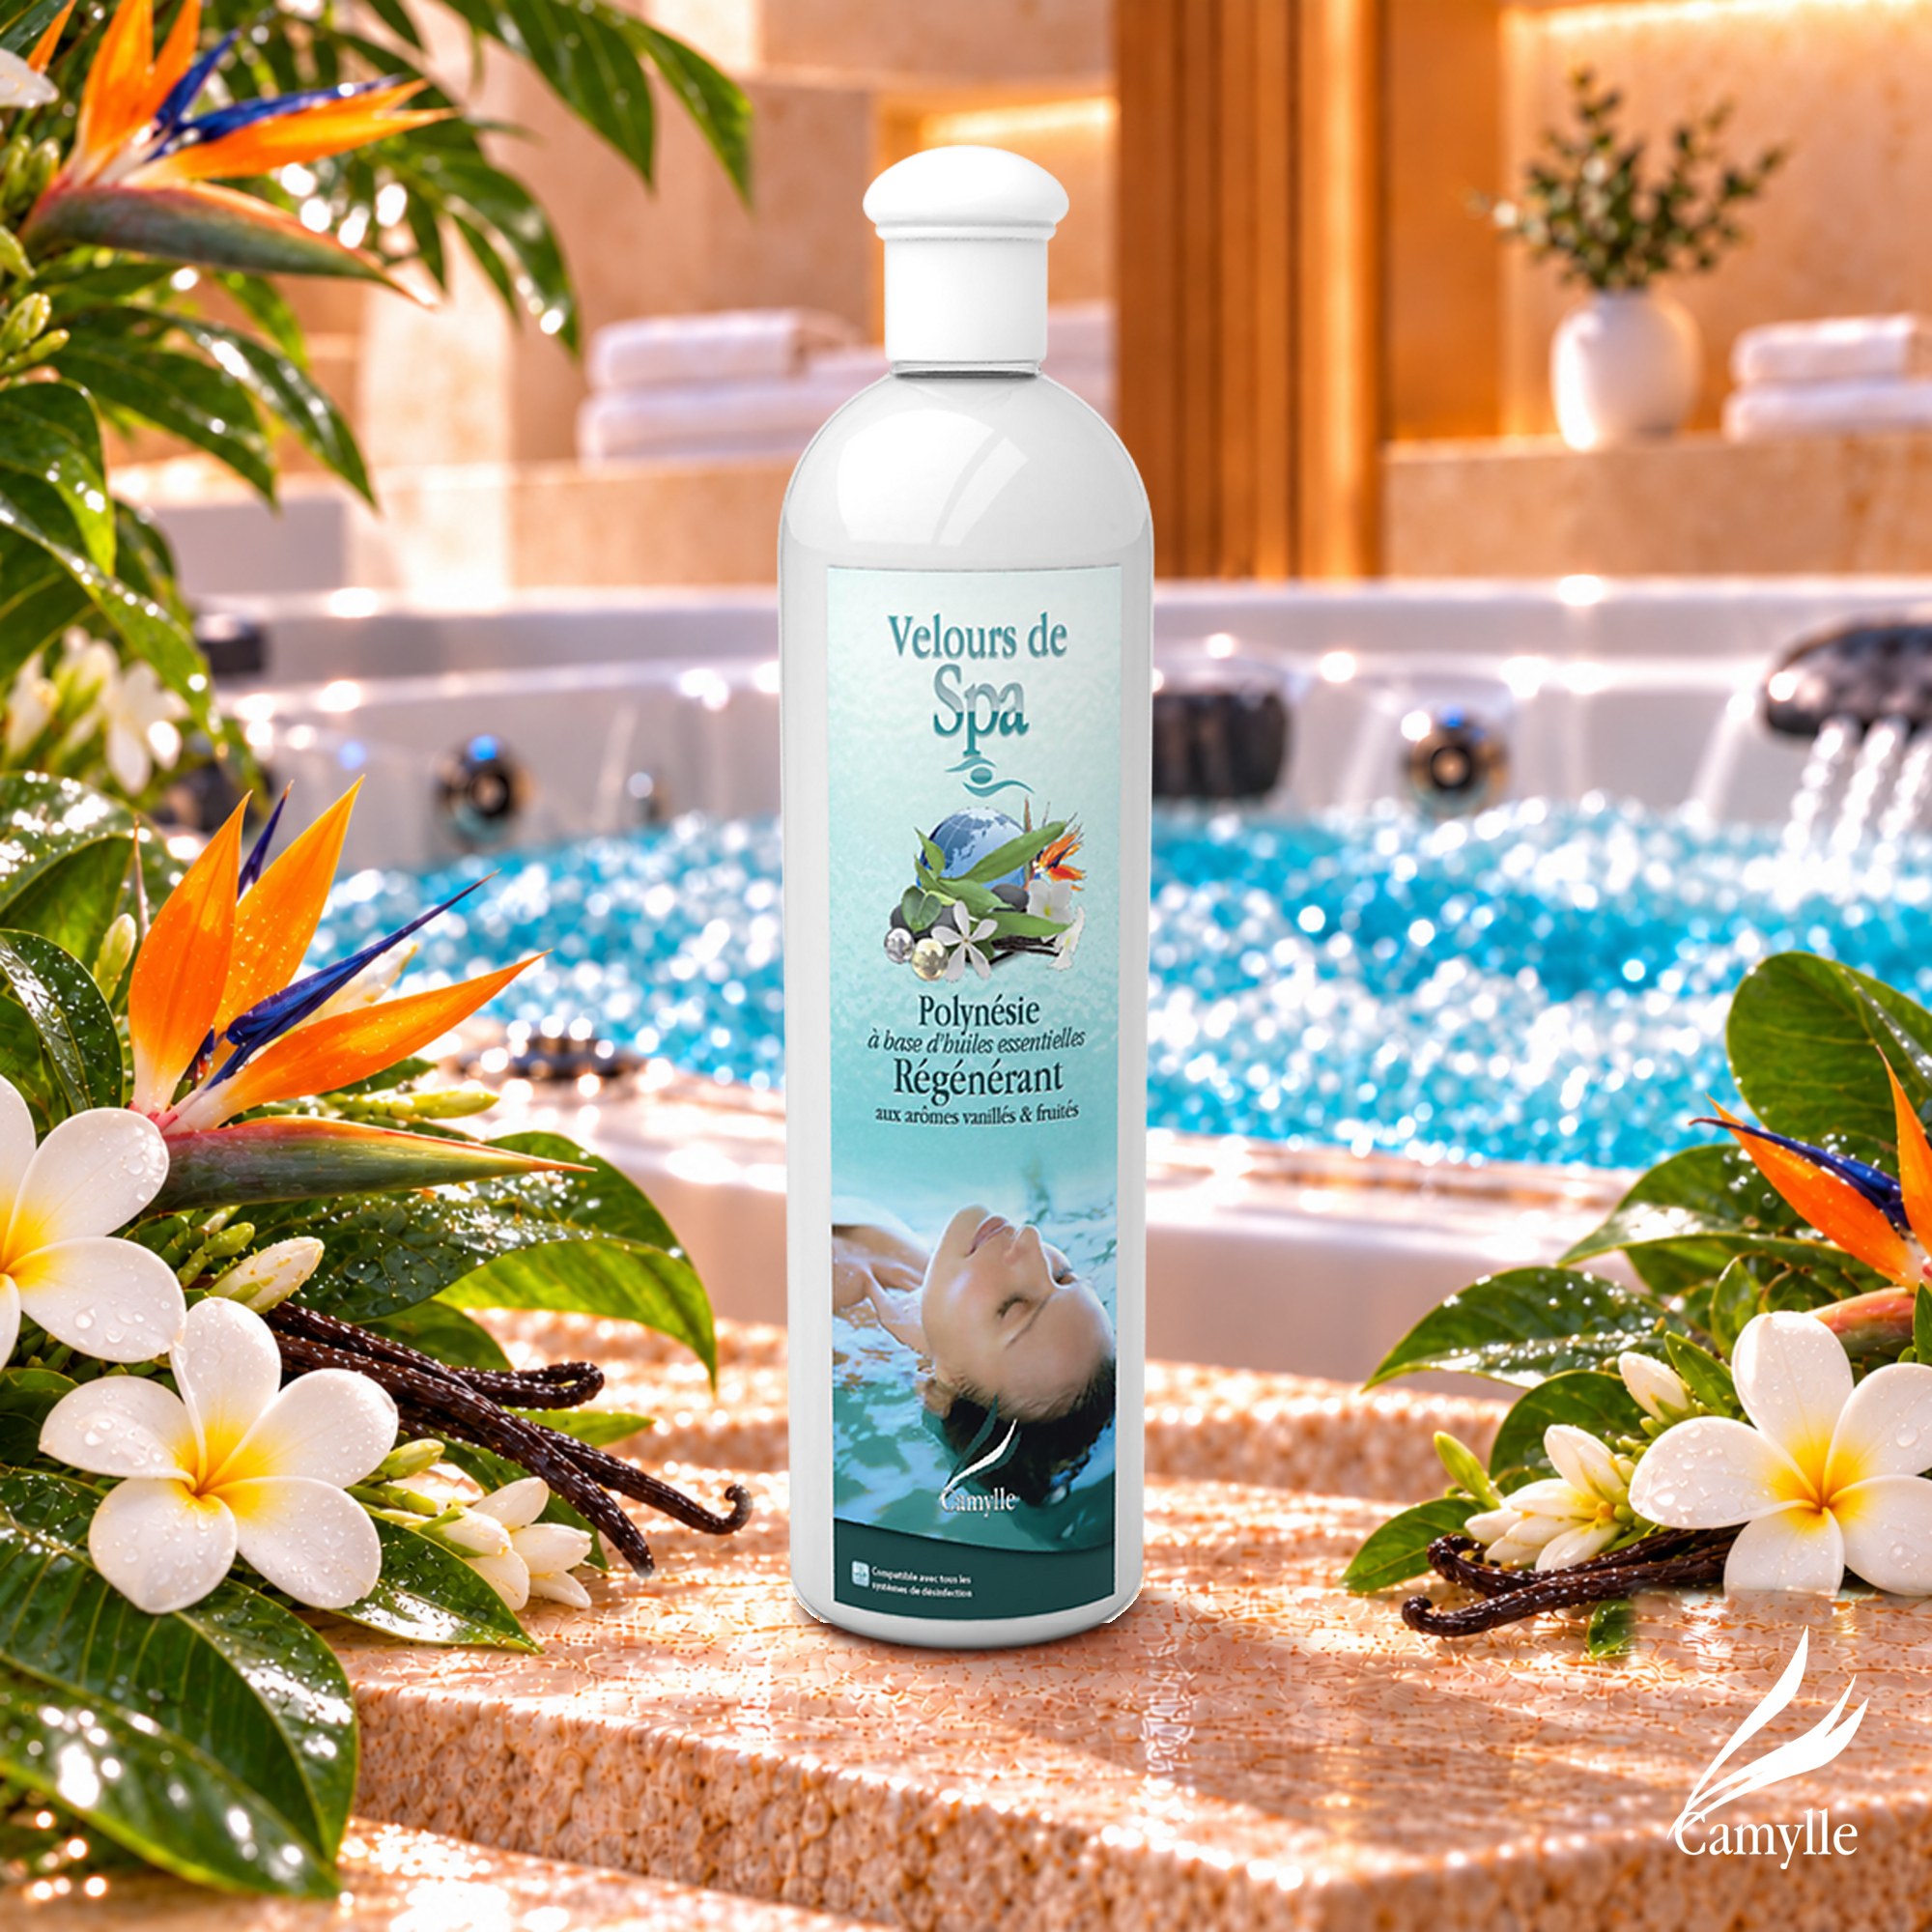 Velours de
Spa
Polynésie
à base d'huiles essentielles
Régénérant
aux arômes vanillés & fruités
Camylle
Compatible avec tous les
systèmes de désinfection
Camylle